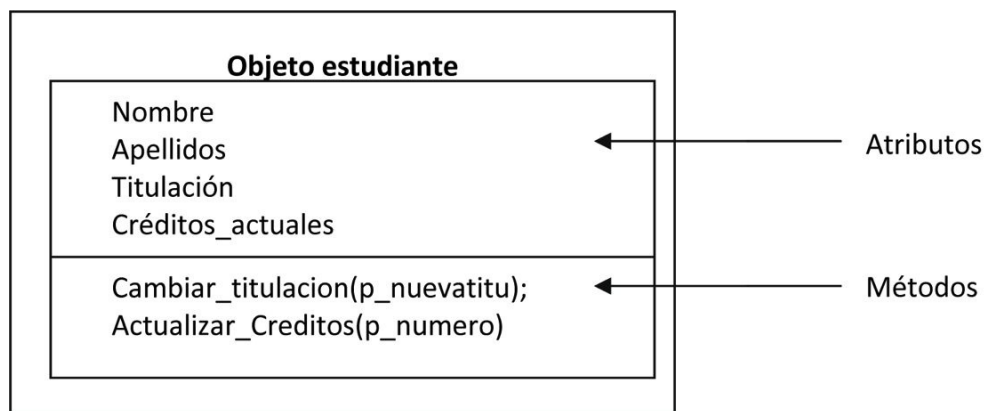 Objeto estudiante
Nombre
Apellidos
Titulación
Créditos_actuales
Atributos
Cambiar_titulacion(p_nuevatitu);
Actualizar_Creditos(p_numero)
Métodos